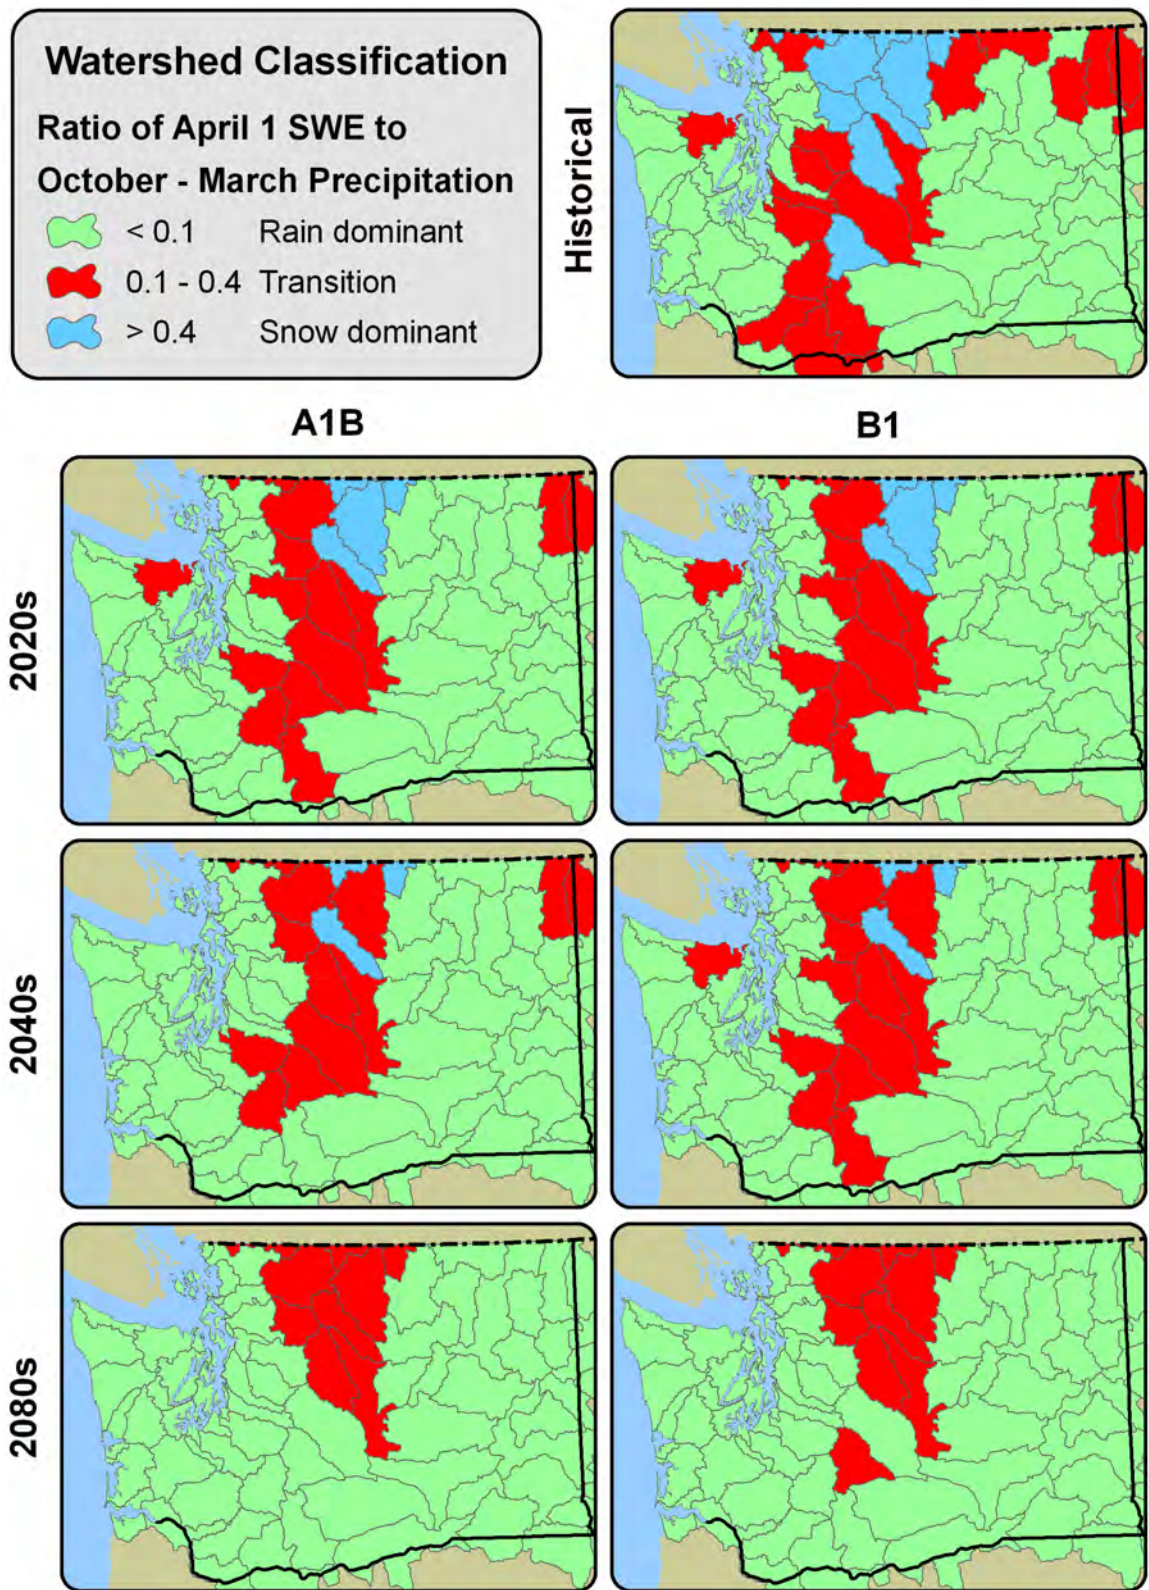 Watershed Classification
Ratio of April 1 SWE to
October - March Precipitation
< 0.1 Rain dominant
0.1 - 0.4 Transition
> 0.4 Snow dominant
Historical
A1B
B1
2020s
2040s
2080s